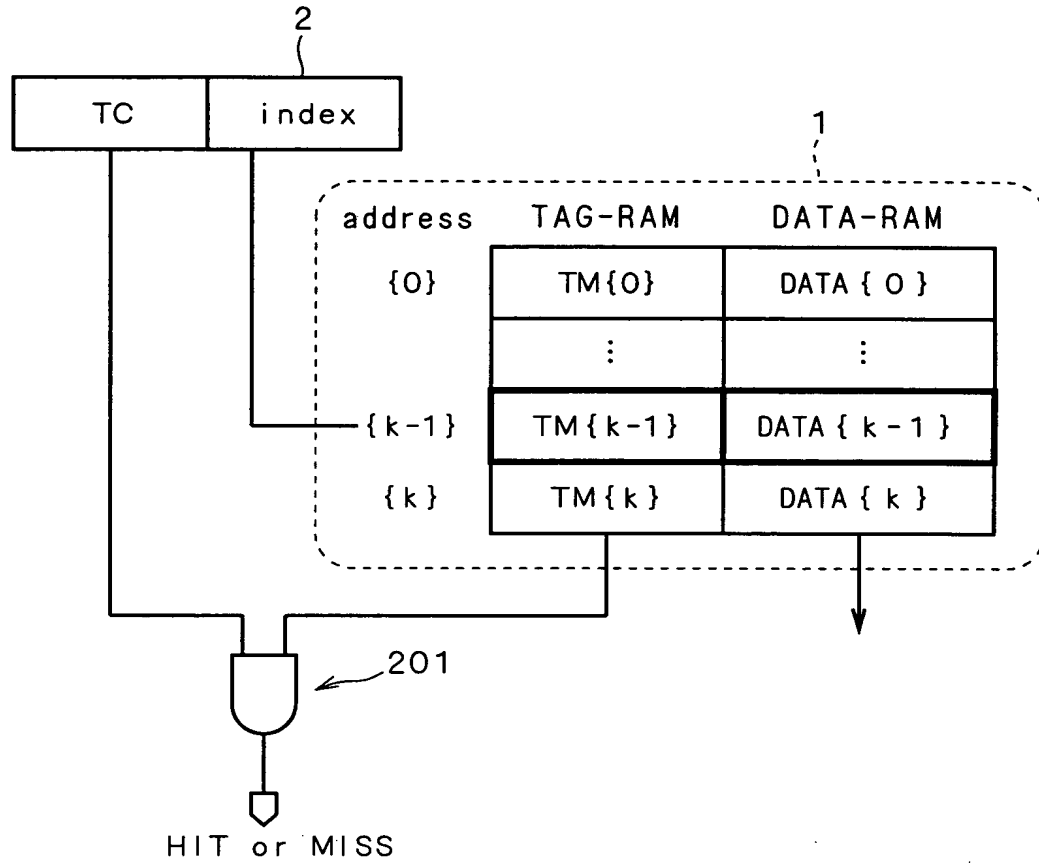 2
TC index
1
address TAG-RAM DATA-RAM
{0} TM{0} DATA{0}
⋮ ⋮
{k-1} TM{k-1} DATA{k-1}
{k} TM{k} DATA{k}
201
HIT or MISS